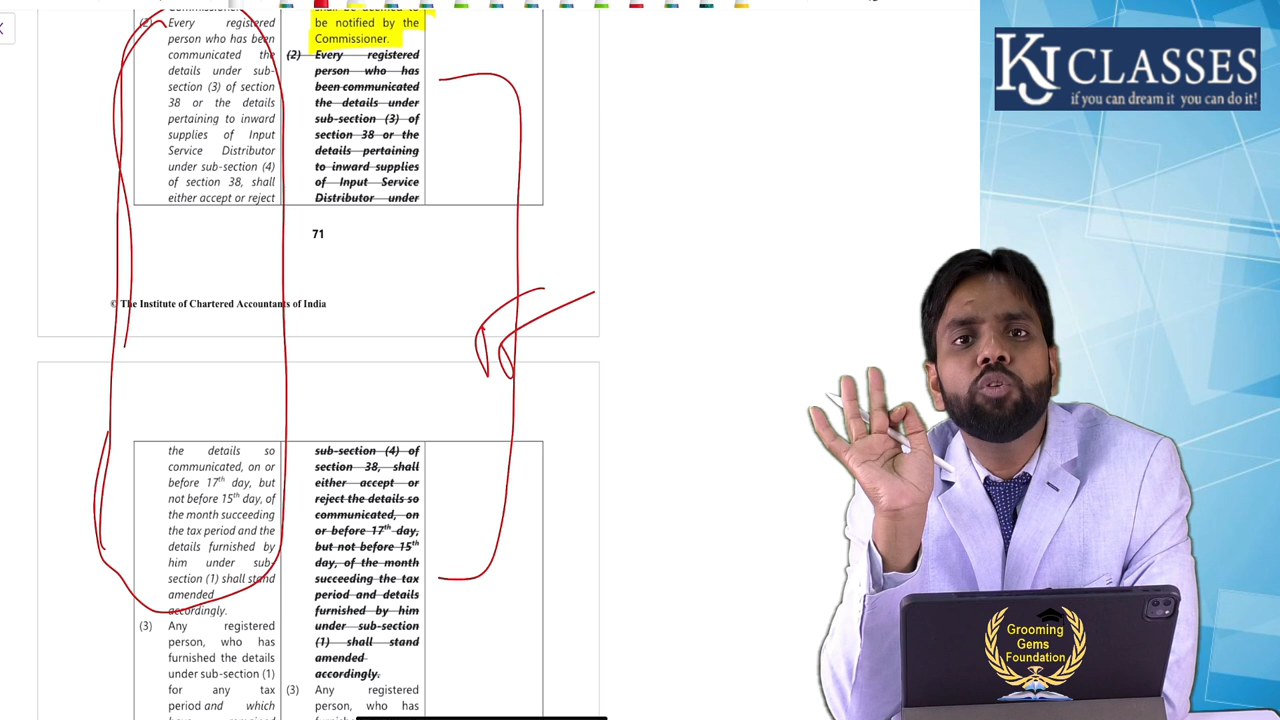 (2) Every registered
person who has been
communicated the
details under sub-
section (3) of section
38 or the details
pertaining to inward
supplies of Input
Service Distributor
under sub-section (4)
of section 38, shall
either accept or reject
be notified by the
Commissioner.
(2) Every registered
person who has
been communicated
the details under
sub-section (3) of
section 38 or the
details pertaining
to inward supplies
of Input Service
Distributor under
71
© The Institute of Chartered Accountants of India
the details so
communicated, on or
before 17th day, but
not before 15th day, of
the month succeeding
the tax period and the
details furnished by
him under sub-
section (1) shall stand
amended
accordingly.
(3) Any registered
person, who has
furnished the details
under sub-section (1)
for any tax
period and which
sub-section (4) of
section 38, shall
either accept or
reject the details so
communicated, on
or before 17th day,
but not before 15th
day, of the month
succeeding the tax
period and details
furnished by him
under sub-section
(1) shall stand
amended
accordingly.
(3) Any registered
person, who has
KJ CLASSES
if you can dream it you can do it!
Grooming
Gems
Foundation